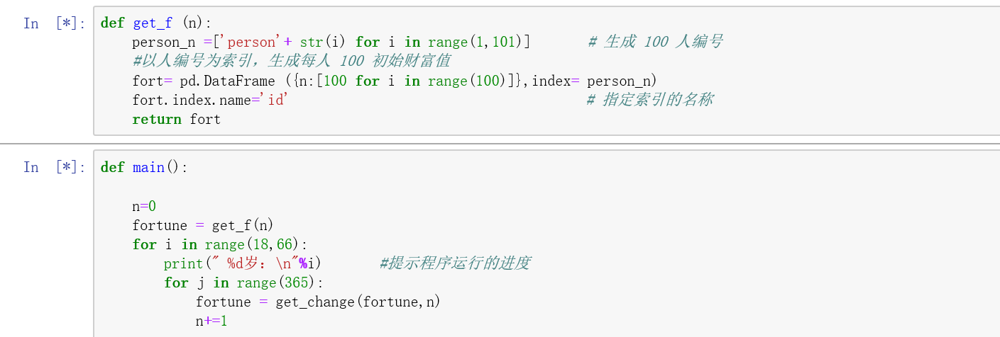 In [*]: def get_f (n):
person_n =['person'+ str(i) for i in range(1,101)] # 生成 100 人编号
#以人编号为索引，生成每人 100 初始财富值
fort= pd.DataFrame ({n:[100 for i in range(100)]},index= person_n)
fort.index.name='id' # 指定索引的名称
return fort
In [*]: def main():
n=0
fortune = get_f(n)
for i in range(18,66):
print(" %d岁：\n"%i) #提示程序运行的进度
for j in range(365):
fortune = get_change(fortune,n)
n+=1